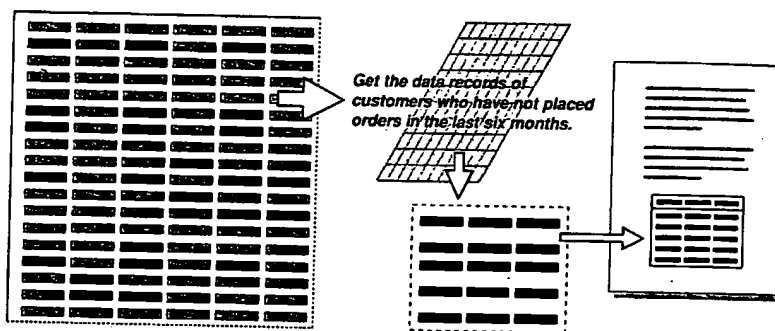 Get the data records of
customers who have not placed
orders in the last six months.